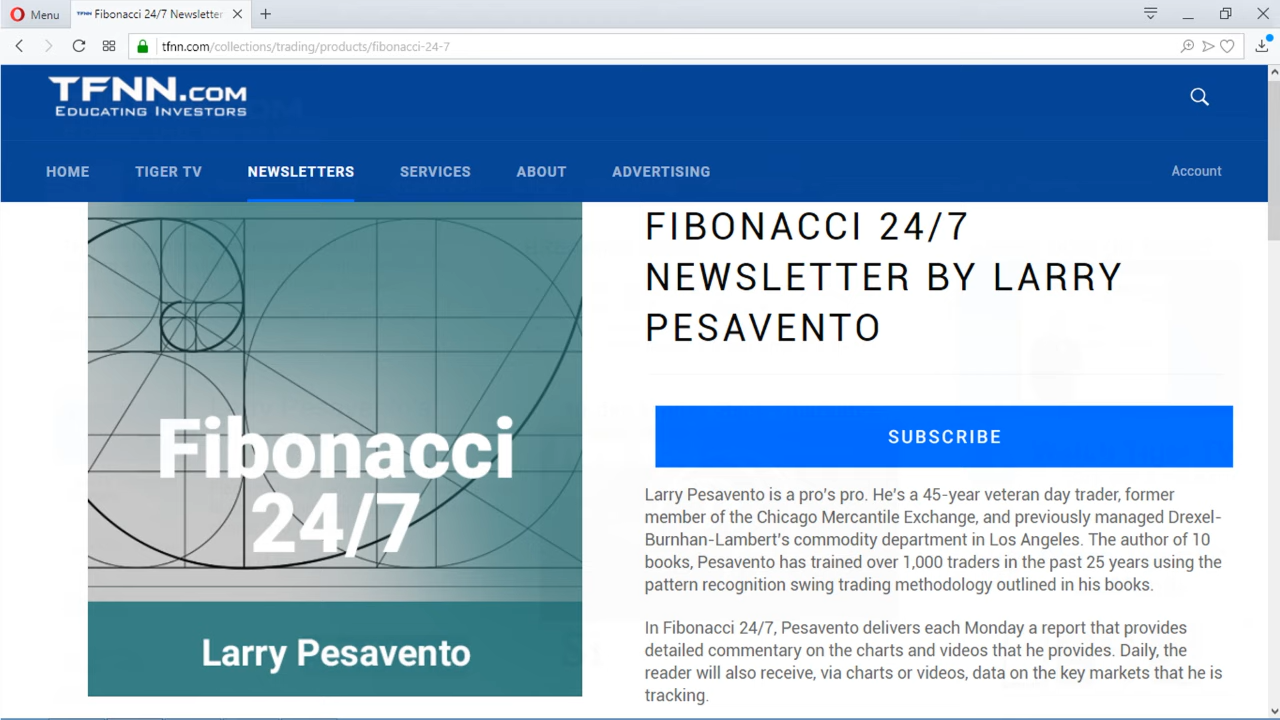 Menu
Fibonacci 24/7 Newsletter
tfnn.com/collections/trading/products/fibonacci-24-7
TFNN.COM
EDUCATING INVESTORS
HOME
TIGER TV
NEWSLETTERS
SERVICES
ABOUT
ADVERTISING
Account
Fibonacci
24/7
Larry Pesavento
FIBONACCI 24/7
NEWSLETTER BY LARRY
PESAVENTO
SUBSCRIBE
Larry Pesavento is a pro's pro. He's a 45-year veteran day trader, former
member of the Chicago Mercantile Exchange, and previously managed Drexel-
Burnhan-Lambert's commodity department in Los Angeles. The author of 10
books, Pesavento has trained over 1,000 traders in the past 25 years using the
pattern recognition swing trading methodology outlined in his books.
In Fibonacci 24/7, Pesavento delivers each Monday a report that provides
detailed commentary on the charts and videos that he provides. Daily, the
reader will also receive, via charts or videos, data on the key markets that he is
tracking.